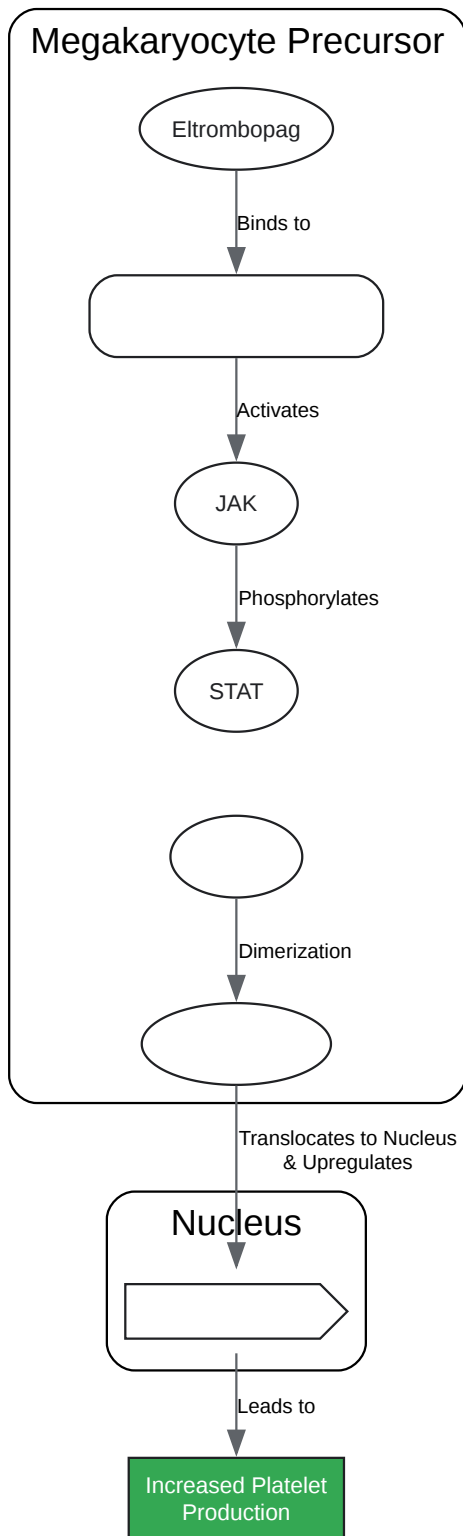 Megakaryocyte Precursor
Eltrombopag
Binds to
Activates
JAK
Phosphorylates
STAT
Dimerization
Translocates to Nucleus
& Upregulates
Nucleus
Leads to
Increased Platelet
Production